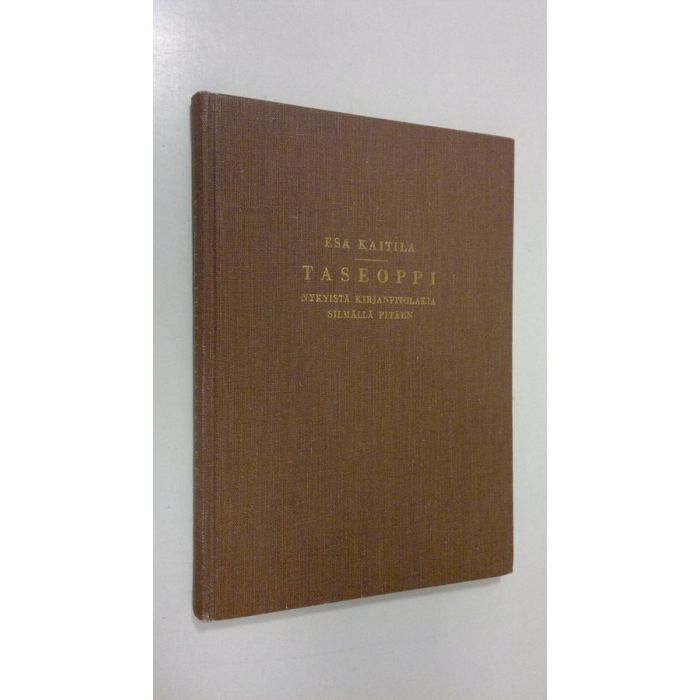 ESA KAITILA
TASEOPPI
NYKYISTÄ KIRJANPITOLAKIA
SILMÄLLÄ PITÄEN